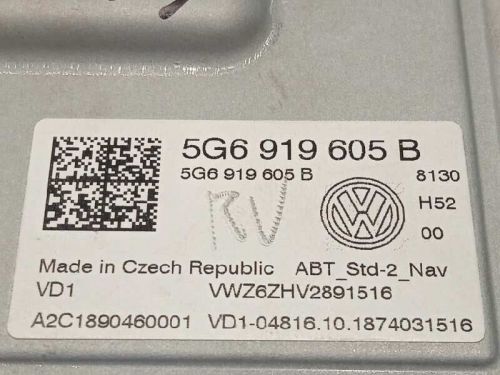 5G6 919 605 B
5G6 919 605 B 8130
H52
RV
00
Made in Czech Republic ABT_Std-2_Nav
VD1 VWZ6ZHV2891516
A2C1890460001 VD1-04816.10.1874031516